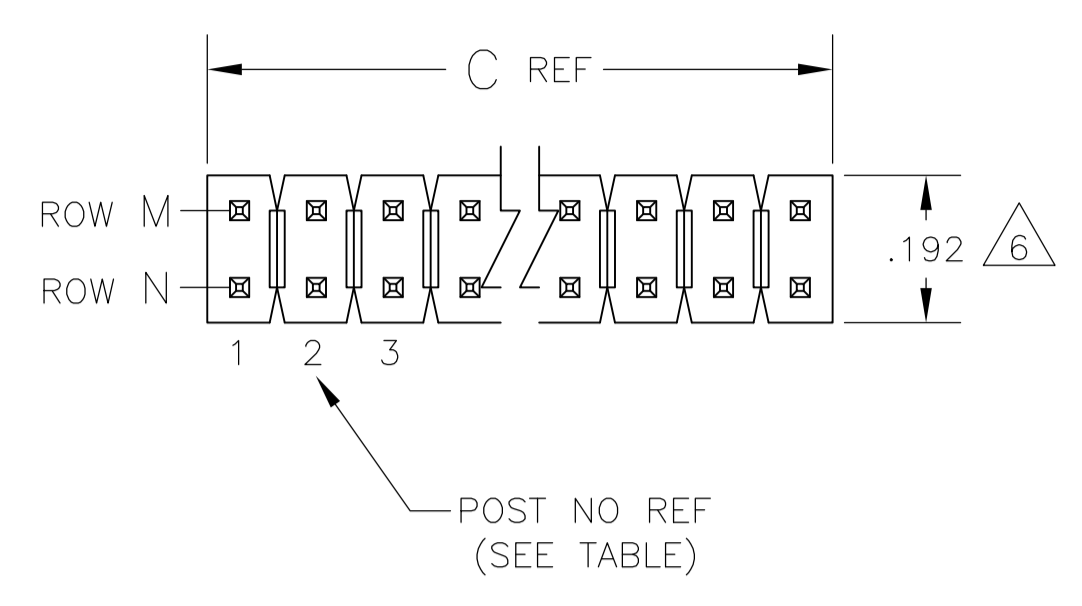 C REF
ROW M
.192 6
ROW N
1 2 3
POST NO REF
(SEE TABLE)